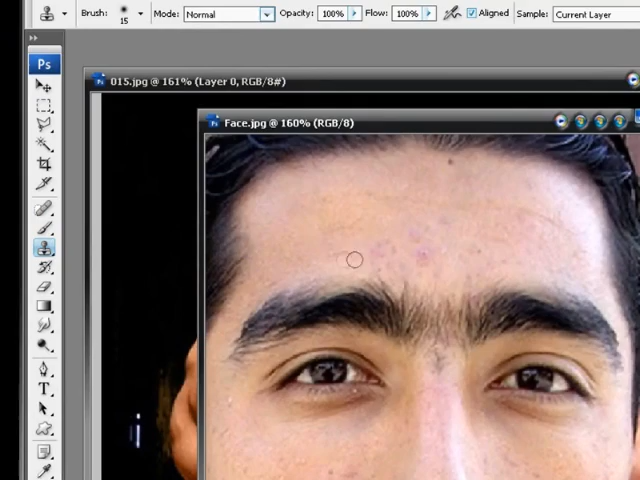 Brush: 15 Mode: Normal Opacity: 100% Flow: 100% Aligned Sample: Current Layer
Ps
015.jpg @ 161% (Layer 0, RGB/8#)
Face.jpg @ 160% (RGB/8)
T